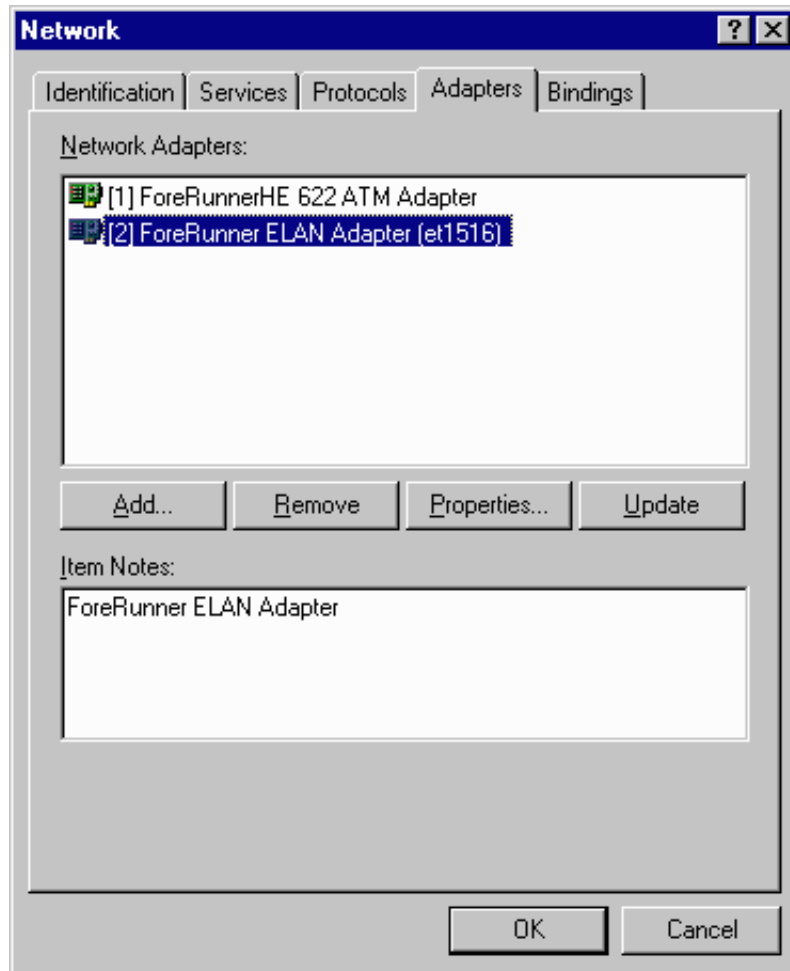 Network
Identification Services Protocols Adapters Bindings
Network Adapters:
[1] ForeRunnerHE 622 ATM Adapter
[2] ForeRunner ELAN Adapter (et1516)
Add... Remove Properties... Update
Item Notes:
ForeRunner ELAN Adapter
OK Cancel